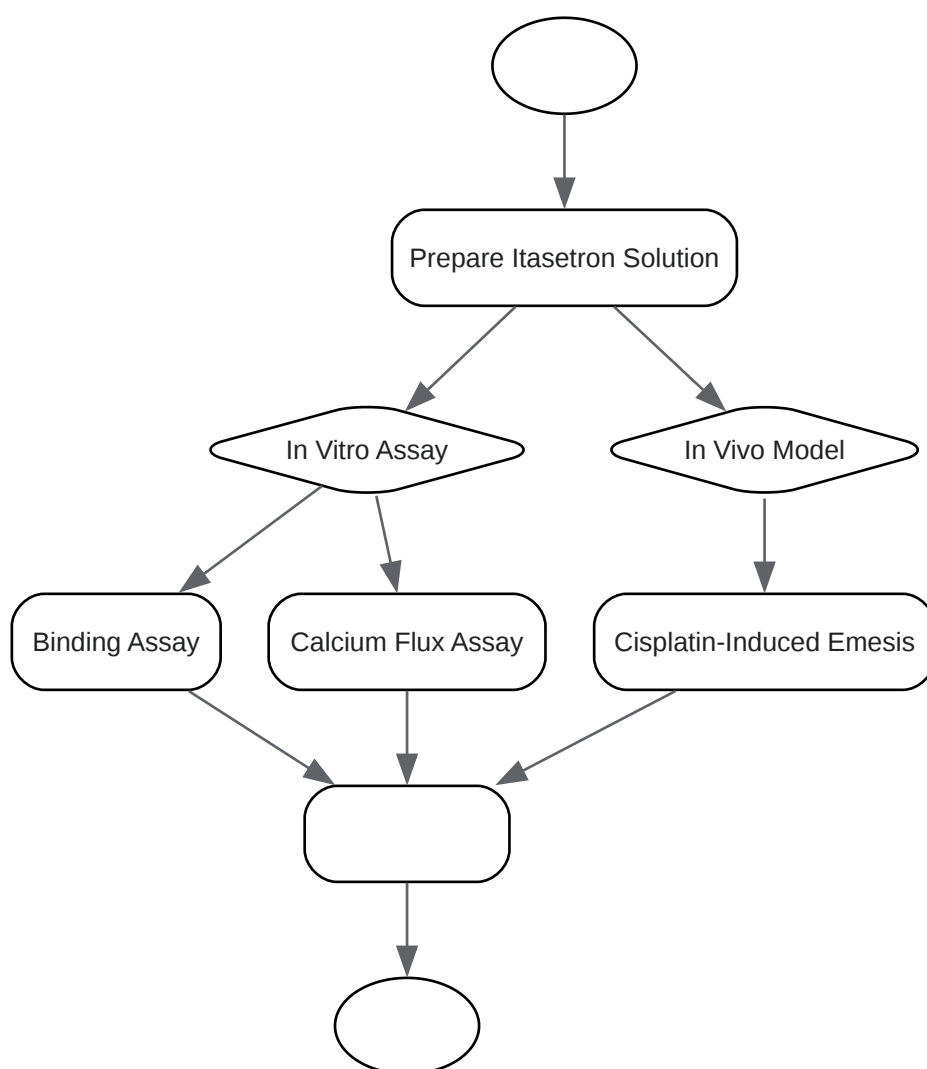 Prepare Itasetron Solution
In Vitro Assay
In Vivo Model
Binding Assay
Calcium Flux Assay
Cisplatin-Induced Emesis